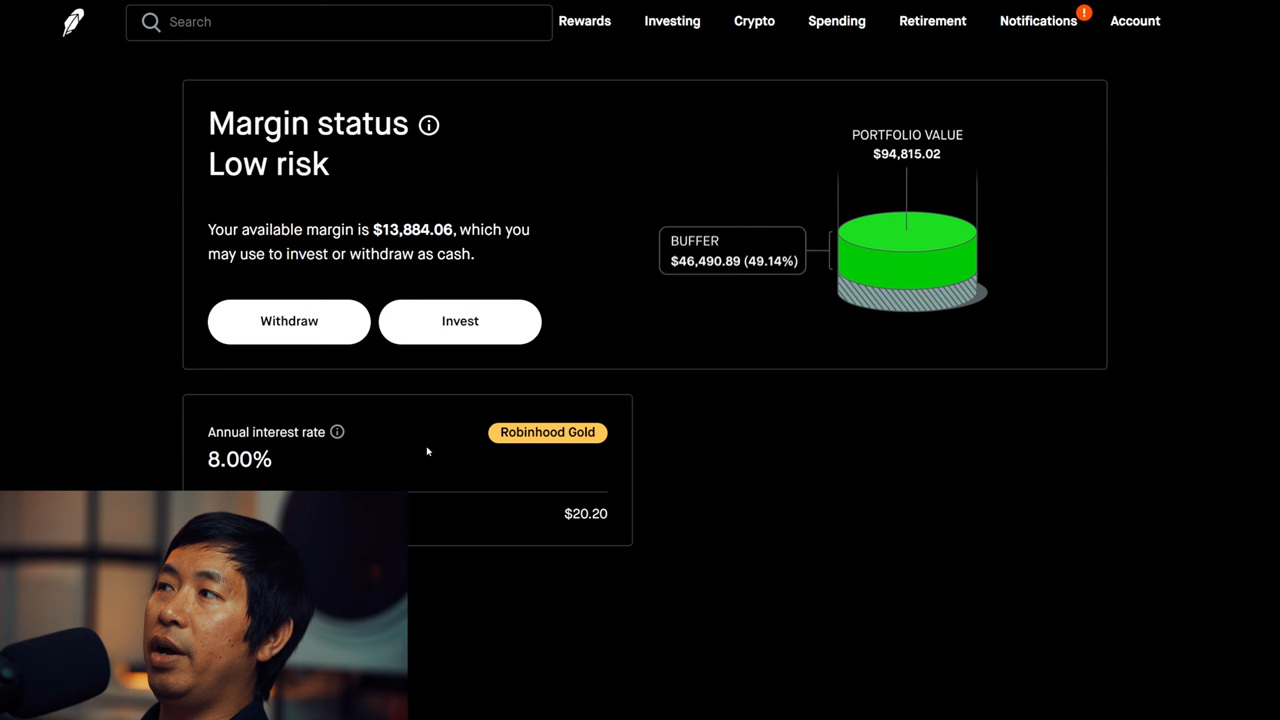 Search
Rewards
Investing
Crypto
Spending
Retirement
Notifications
!
Account
Margin status
Low risk
Your available margin is $13,884.06, which you
may use to invest or withdraw as cash.
Withdraw
Invest
PORTFOLIO VALUE
$94,815.02
BUFFER
$46,490.89 (49.14%)
Annual interest rate
Robinhood Gold
8.00%
$20.20